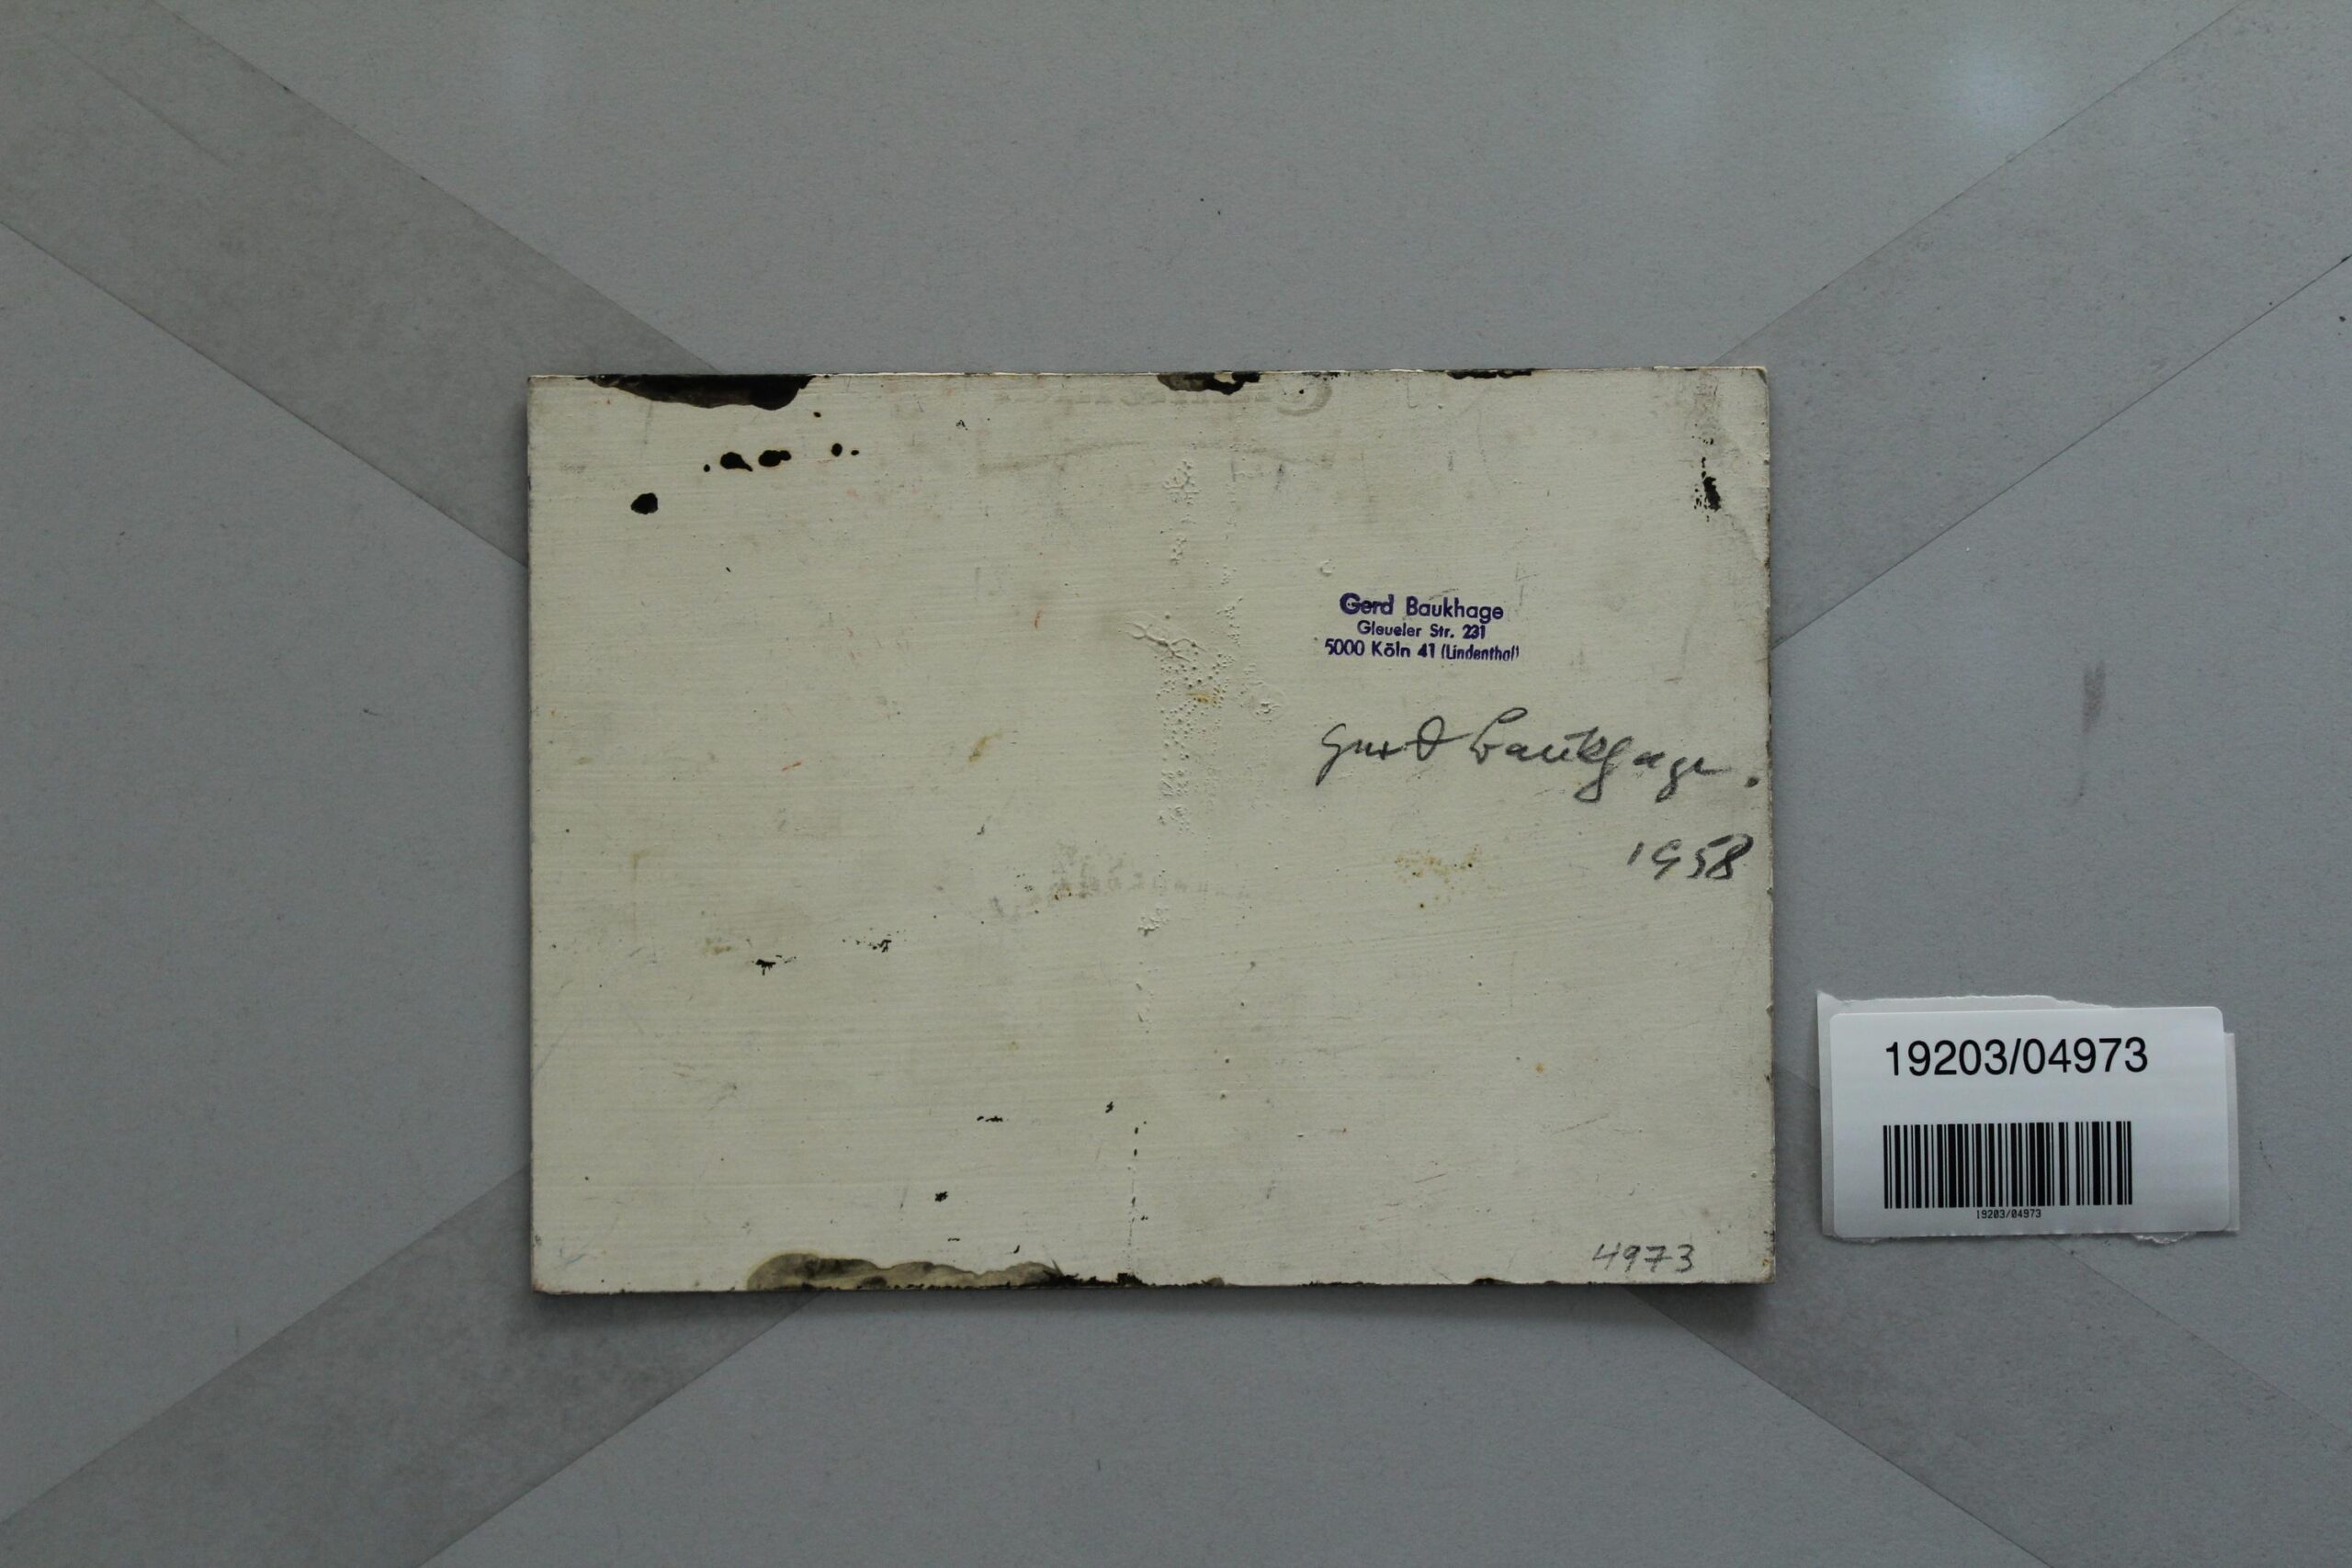 Gerd Baukhage
Gleueler Str. 231
5000 Köln 41 (Lindenthal)
Gerd Baukhage.
1958
4973
19203/04973
19203/04973